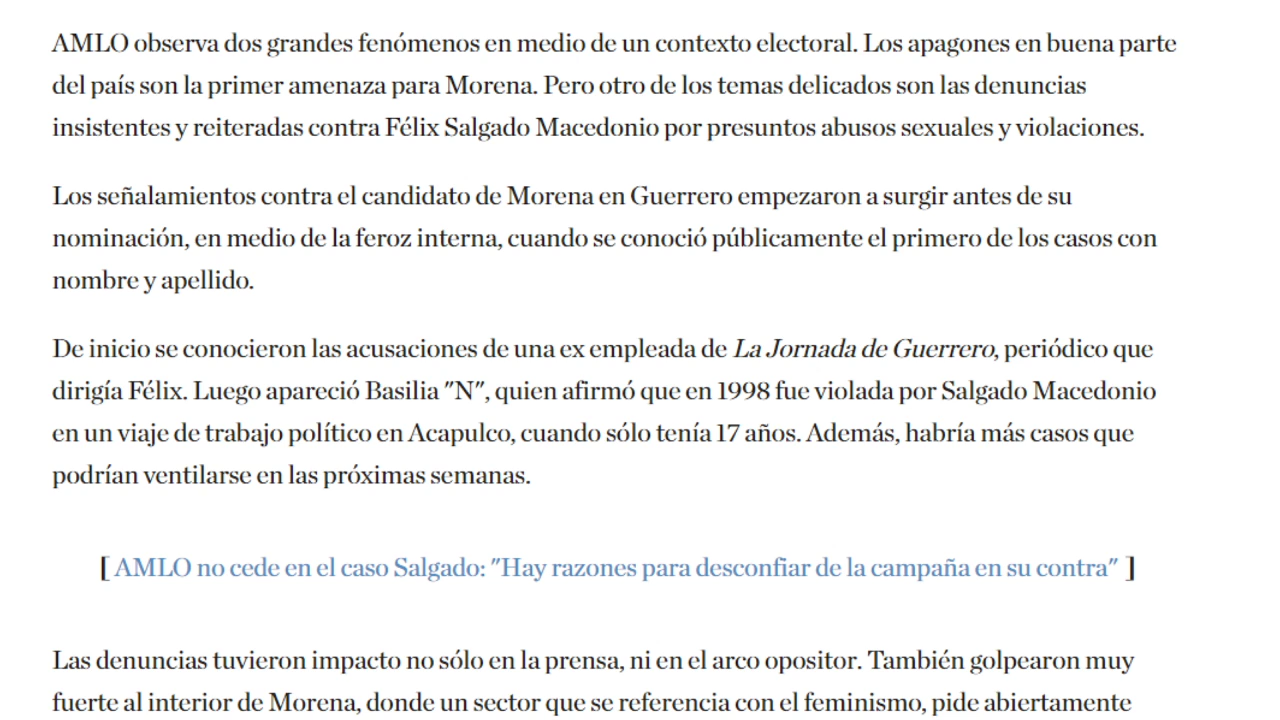 AMLO observa dos grandes fenómenos en medio de un contexto electoral. Los apagones en buena parte
del país son la primer amenaza para Morena. Pero otro de los temas delicados son las denuncias
insistentes y reiteradas contra Félix Salgado Macedonio por presuntos abusos sexuales y violaciones.
Los señalamientos contra el candidato de Morena en Guerrero empezaron a surgir antes de su
nominación, en medio de la feroz interna, cuando se conoció públicamente el primero de los casos con
nombre y apellido.
De inicio se conocieron las acusaciones de una ex empleada de La Jornada de Guerrero, periódico que
dirigía Félix. Luego apareció Basilia "N", quien afirmó que en 1998 fue violada por Salgado Macedonio
en un viaje de trabajo político en Acapulco, cuando sólo tenía 17 años. Además, habría más casos que
podrían ventilarse en las próximas semanas.
[ AMLO no cede en el caso Salgado: "Hay razones para desconfiar de la campaña en su contra" ]
Las denuncias tuvieron impacto no sólo en la prensa, ni en el arco opositor. También golpearon muy
fuerte al interior de Morena, donde un sector que se referencia con el feminismo, pide abiertamente